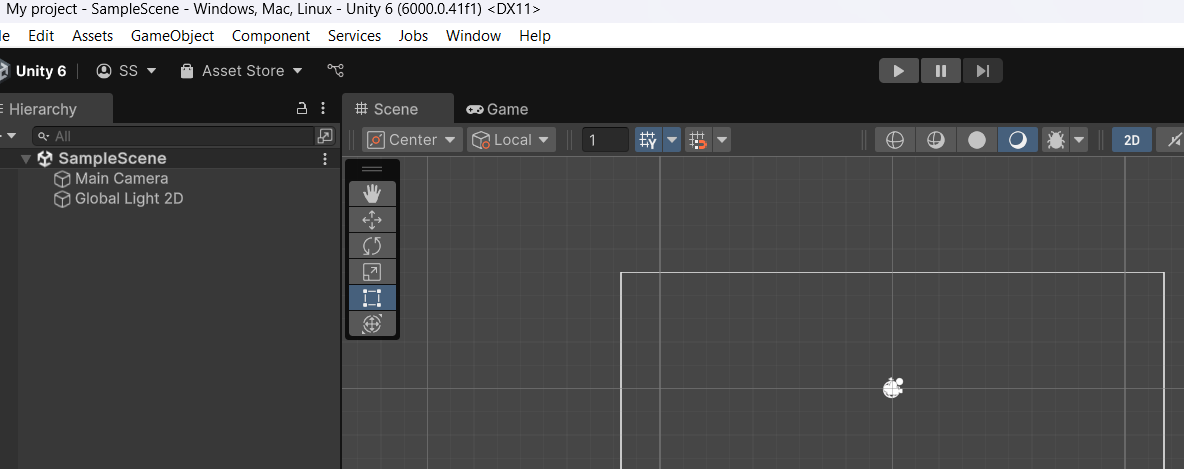 My project - SampleScene - Windows, Mac, Linux - Unity 6 (6000.0.41f1) <DX11>
le Edit Assets GameObject Component Services Jobs Window Help
Unity 6 SS Asset Store
Hierarchy
Scene Game
All
Center Local 1 2D
SampleScene
Main Camera
Global Light 2D